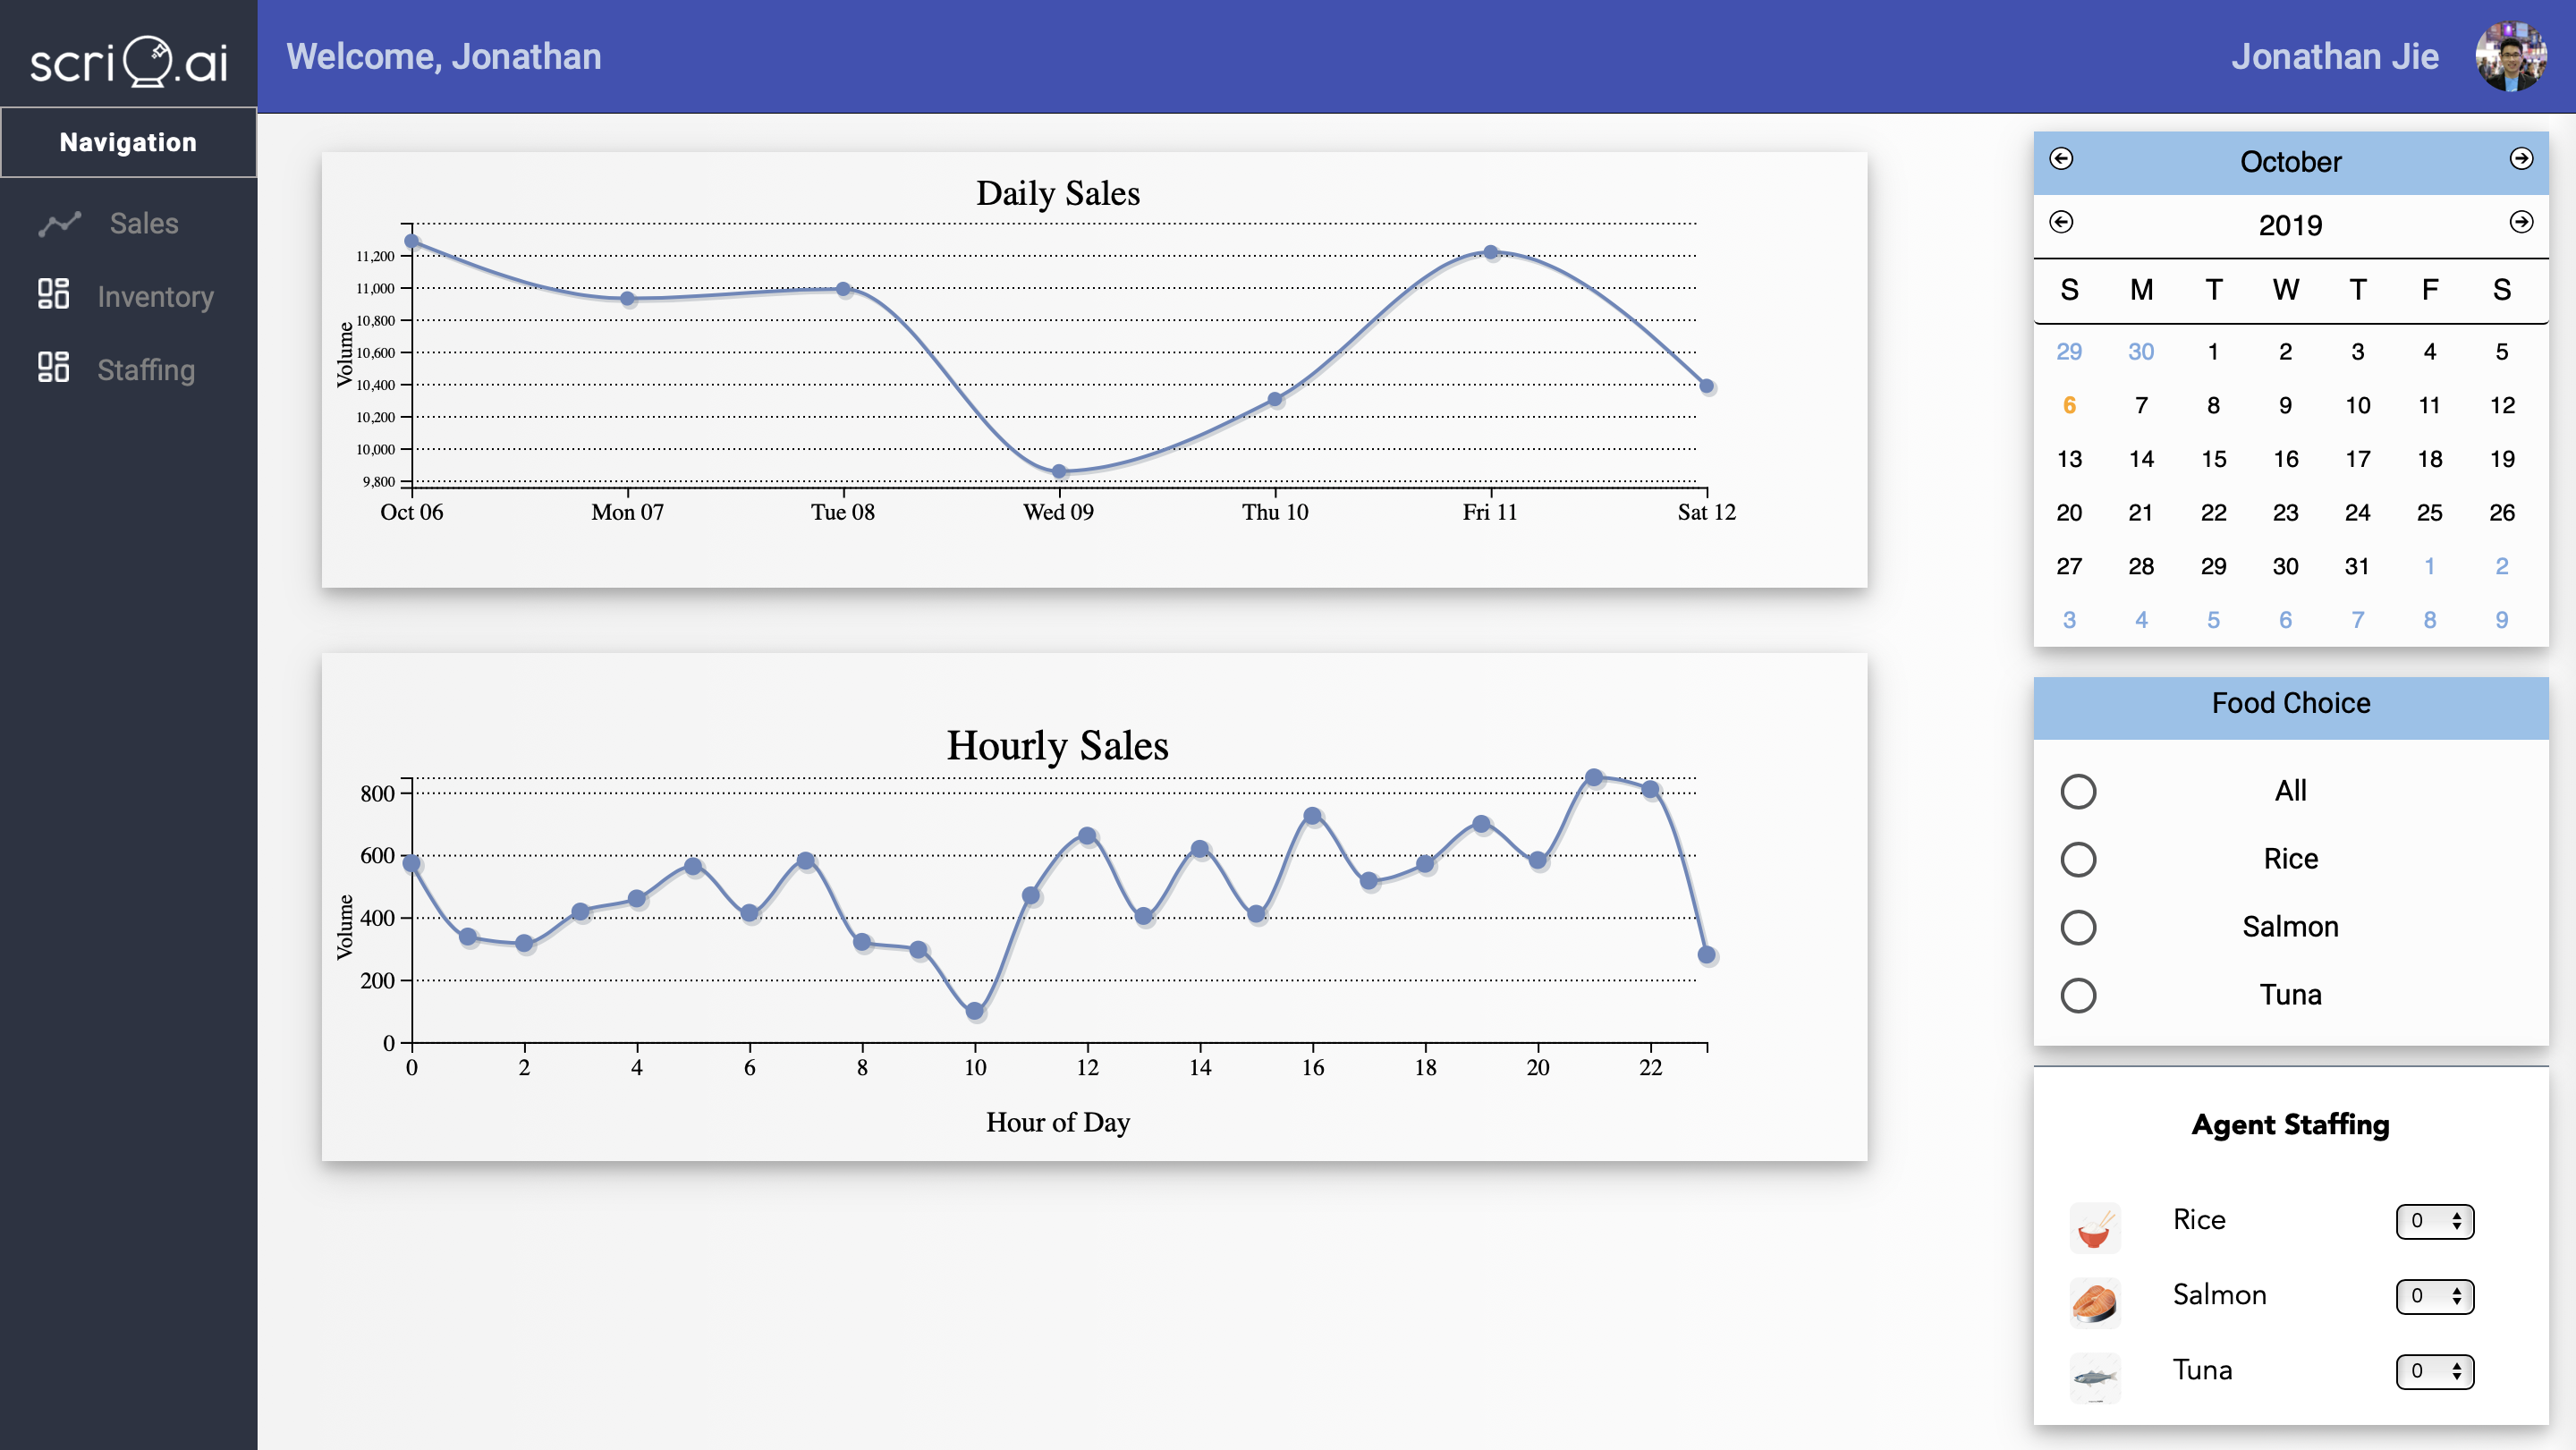 scri.ai
Welcome, Jonathan
Jonathan Jie
Navigation
Sales
Inventory
Staffing
Daily Sales
Volume
11,200
11,000
10,800
10,600
10,400
10,200
10,000
9,800
Oct 06 Mon 07 Tue 08 Wed 09 Thu 10 Fri 11 Sat 12
Hourly Sales
Volume
800
600
400
200
0
0 2 4 6 8 10 12 14 16 18 20 22
Hour of Day
October
2019
S M T W T F S
29 30 1 2 3 4 5
6 7 8 9 10 11 12
13 14 15 16 17 18 19
20 21 22 23 24 25 26
27 28 29 30 31 1 2
3 4 5 6 7 8 9
Food Choice
All
Rice
Salmon
Tuna
Agent Staffing
Rice 0
Salmon 0
Tuna 0